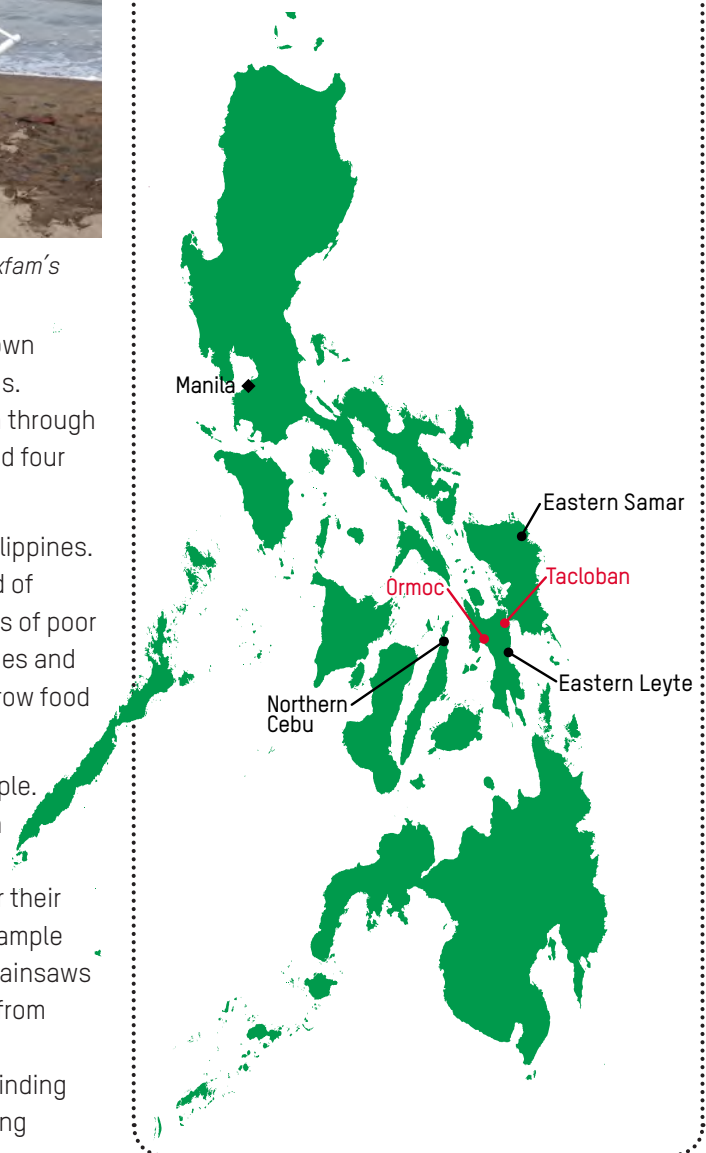 xfam's
own
s.
through
d four
lippines.
d of
s of poor
es and
row food
ple.
r their
ample
ainsaws
from
inding
ng
Manila
Eastern Samar
Tacloban
Ormoc
Eastern Leyte
Northern
Cebu